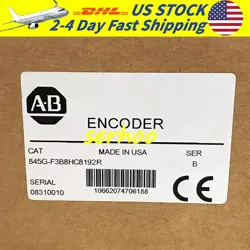 US STOCK
2-4 Day Fast Shipping
AB
ENCODER
serhoo
CAT
MADE IN USA
SER
845G-F3B8HC8192R
B
SERIAL
08310010
10662074706188
CE